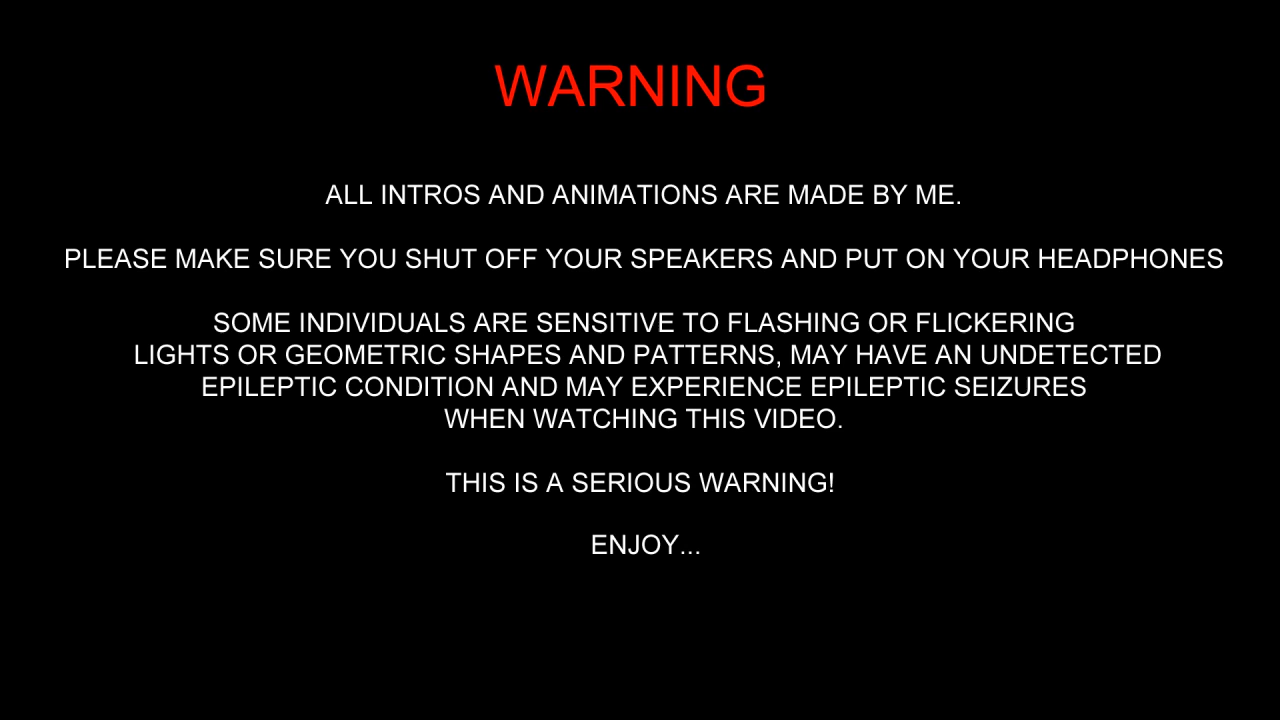 WARNING
ALL INTROS AND ANIMATIONS ARE MADE BY ME.
PLEASE MAKE SURE YOU SHUT OFF YOUR SPEAKERS AND PUT ON YOUR HEADPHONES
SOME INDIVIDUALS ARE SENSITIVE TO FLASHING OR FLICKERING
LIGHTS OR GEOMETRIC SHAPES AND PATTERNS, MAY HAVE AN UNDETECTED
EPILEPTIC CONDITION AND MAY EXPERIENCE EPILEPTIC SEIZURES
WHEN WATCHING THIS VIDEO.
THIS IS A SERIOUS WARNING!
ENJOY...